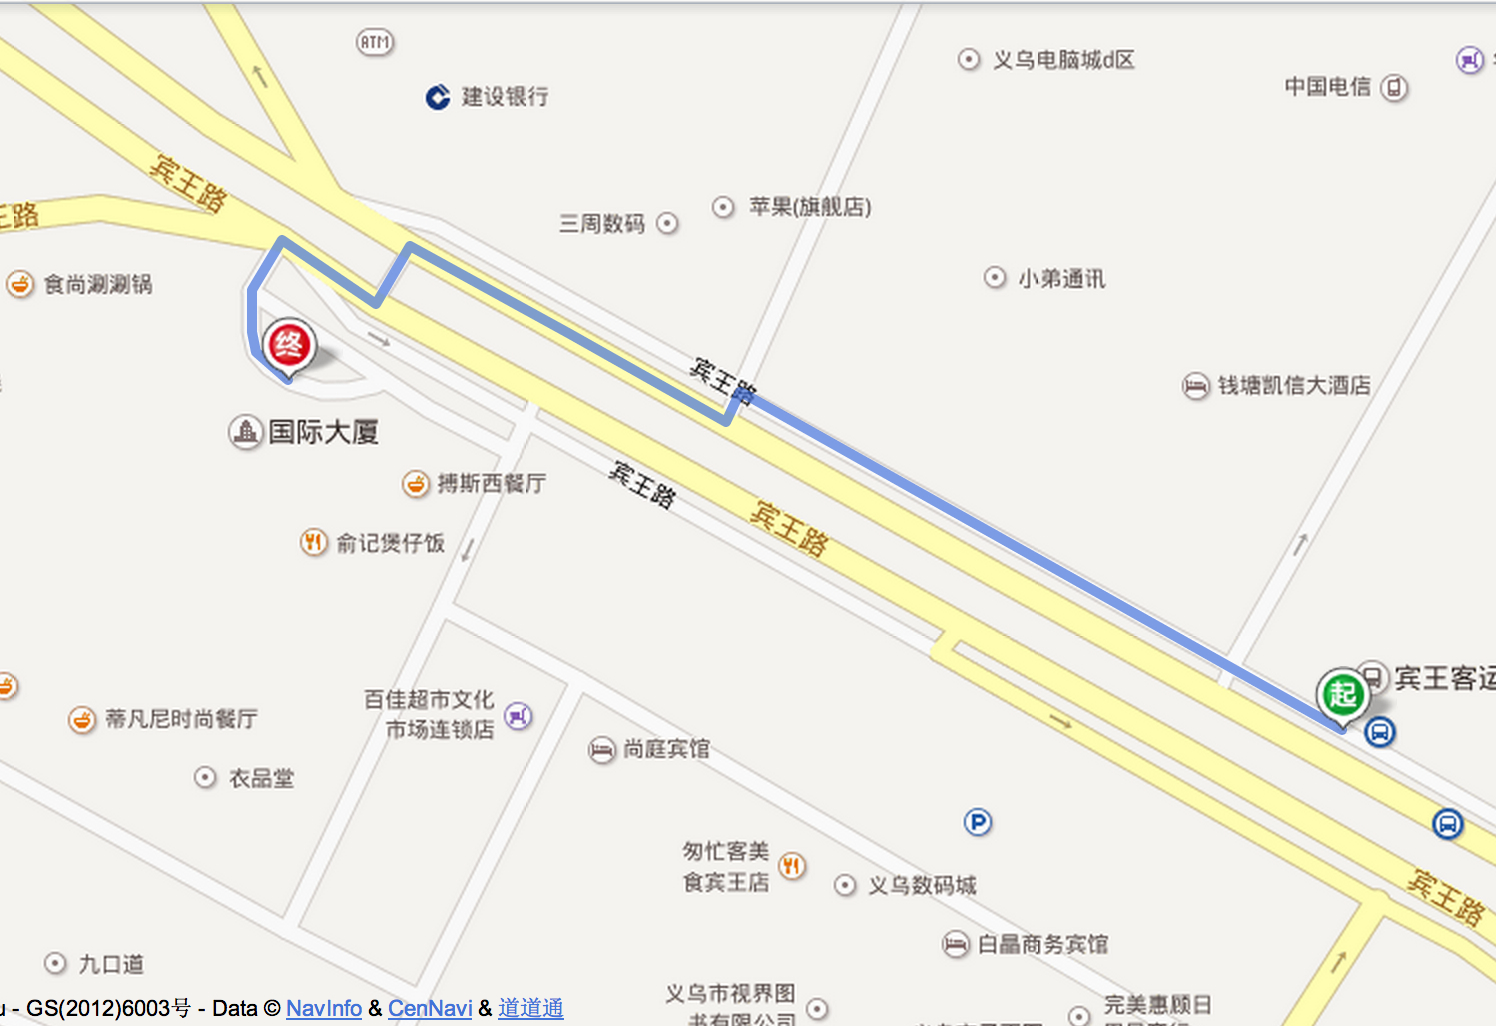 ATM
建设银行
义乌电脑城d区
中国电信
宾王路
王路
三周数码
苹果(旗舰店)
食尚涮涮锅
小弟通讯
终
宾王路
钱塘凯信大酒店
国际大厦
搏斯西餐厅
宾王路
宾王路
俞记煲仔饭
起
宾王客运
百佳超市文化
市场连锁店
蒂凡尼时尚餐厅
尚庭宾馆
衣品堂
P
匆忙客美
食宾王店
义乌数码城
宾王路
白晶商务宾馆
九口道
义乌市视界图
书有限公司
完美惠顾日
u - GS(2012)6003号 - Data © NavInfo & CenNavi & 道道通